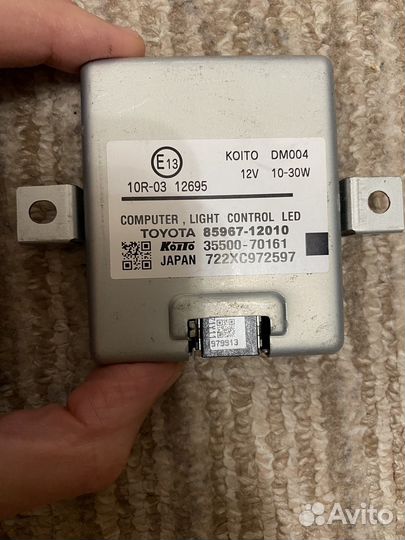 E13
KOITO DM004
12V 10-30W
10R-03 12695
COMPUTER , LIGHT CONTROL LED
TOYOTA 85967-12010
KOITO 35500-70161
JAPAN 722XC972597
979913
Avito